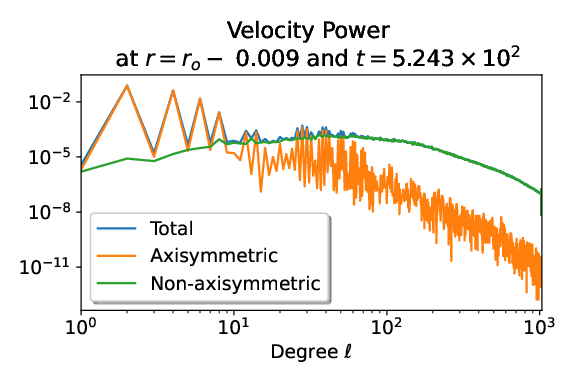 Velocity Power
at r = r_o − 0.009 and t = 5.243 × 10^2
10^−2
10^−5
10^−8
10^−11
Total
Axisymmetric
Non-axisymmetric
10^0 10^1 10^2 10^3
Degree ℓ